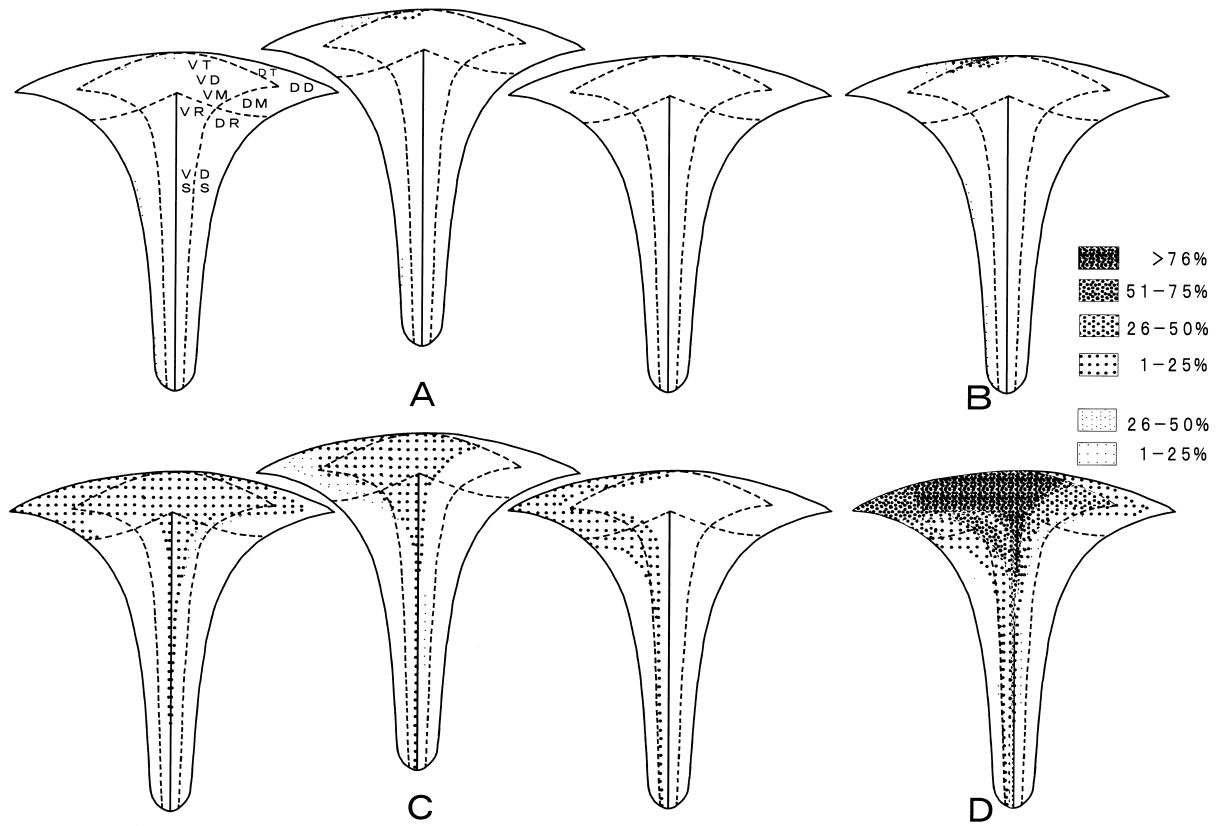 VT
DT
VD
DD
VM
DM
VR
DR
V D
S S
>76%
51-75%
26-50%
1-25%
26-50%
1-25%
A
B
C
D